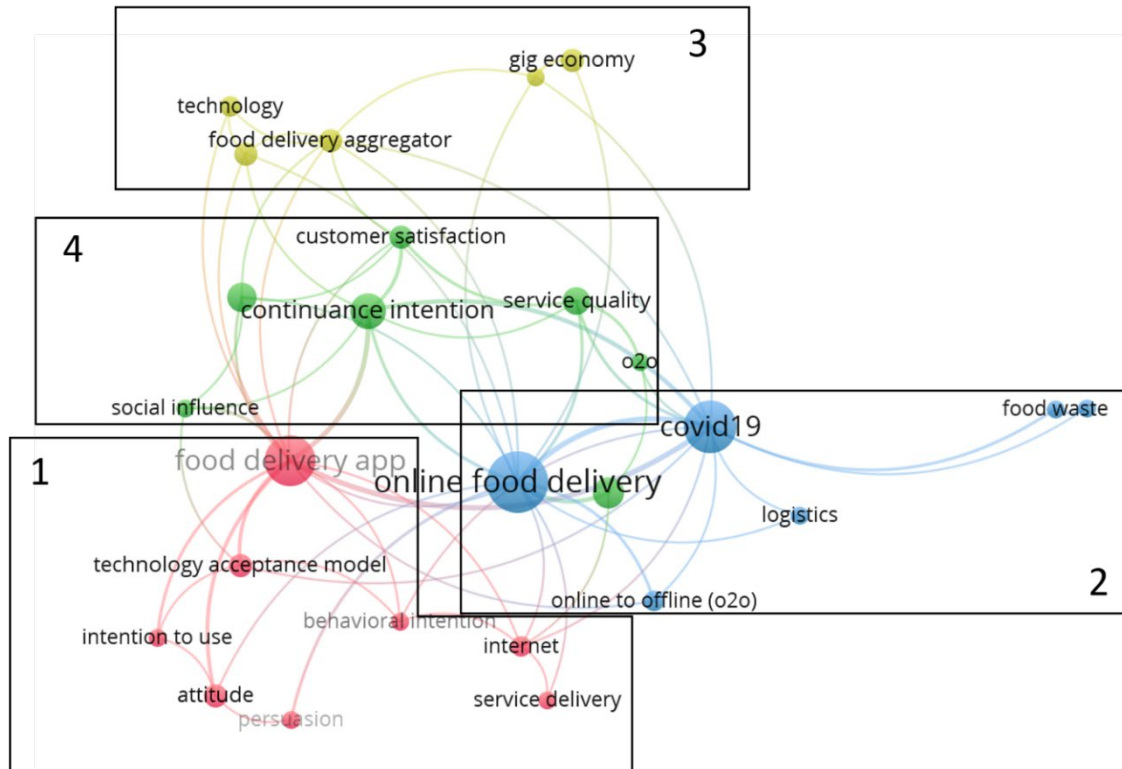 3
gig economy
technology
food delivery aggregator
4
customer satisfaction
continuance intention
service quality
o2o
social influence
food waste
covid19
1
food delivery app
online food delivery
logistics
technology acceptance model
2
online to offline (o2o)
behavioral intention
intention to use
internet
attitude
service delivery
persuasion